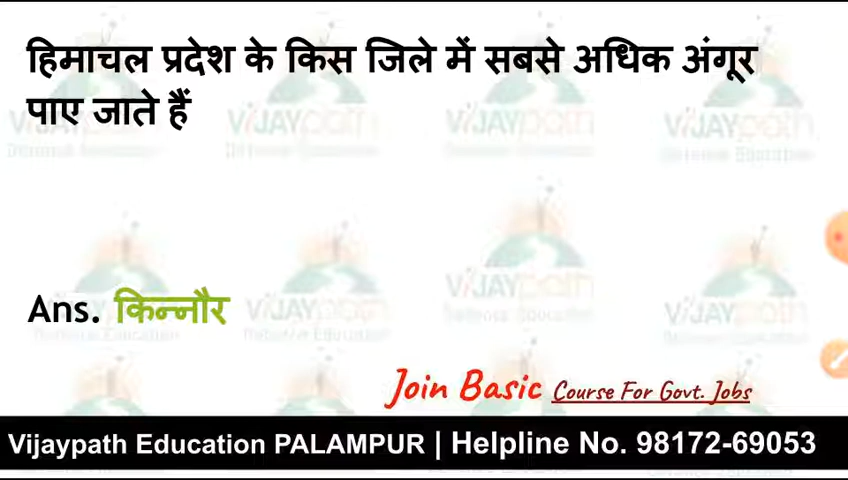 हिमाचल प्रदेश के किस जिले में सबसे अधिक अंगूर
पाए जाते हैं
Ans. किन्नौर
Join Basic Course For Govt. Jobs
Vijaypath Education PALAMPUR | Helpline No. 98172-69053